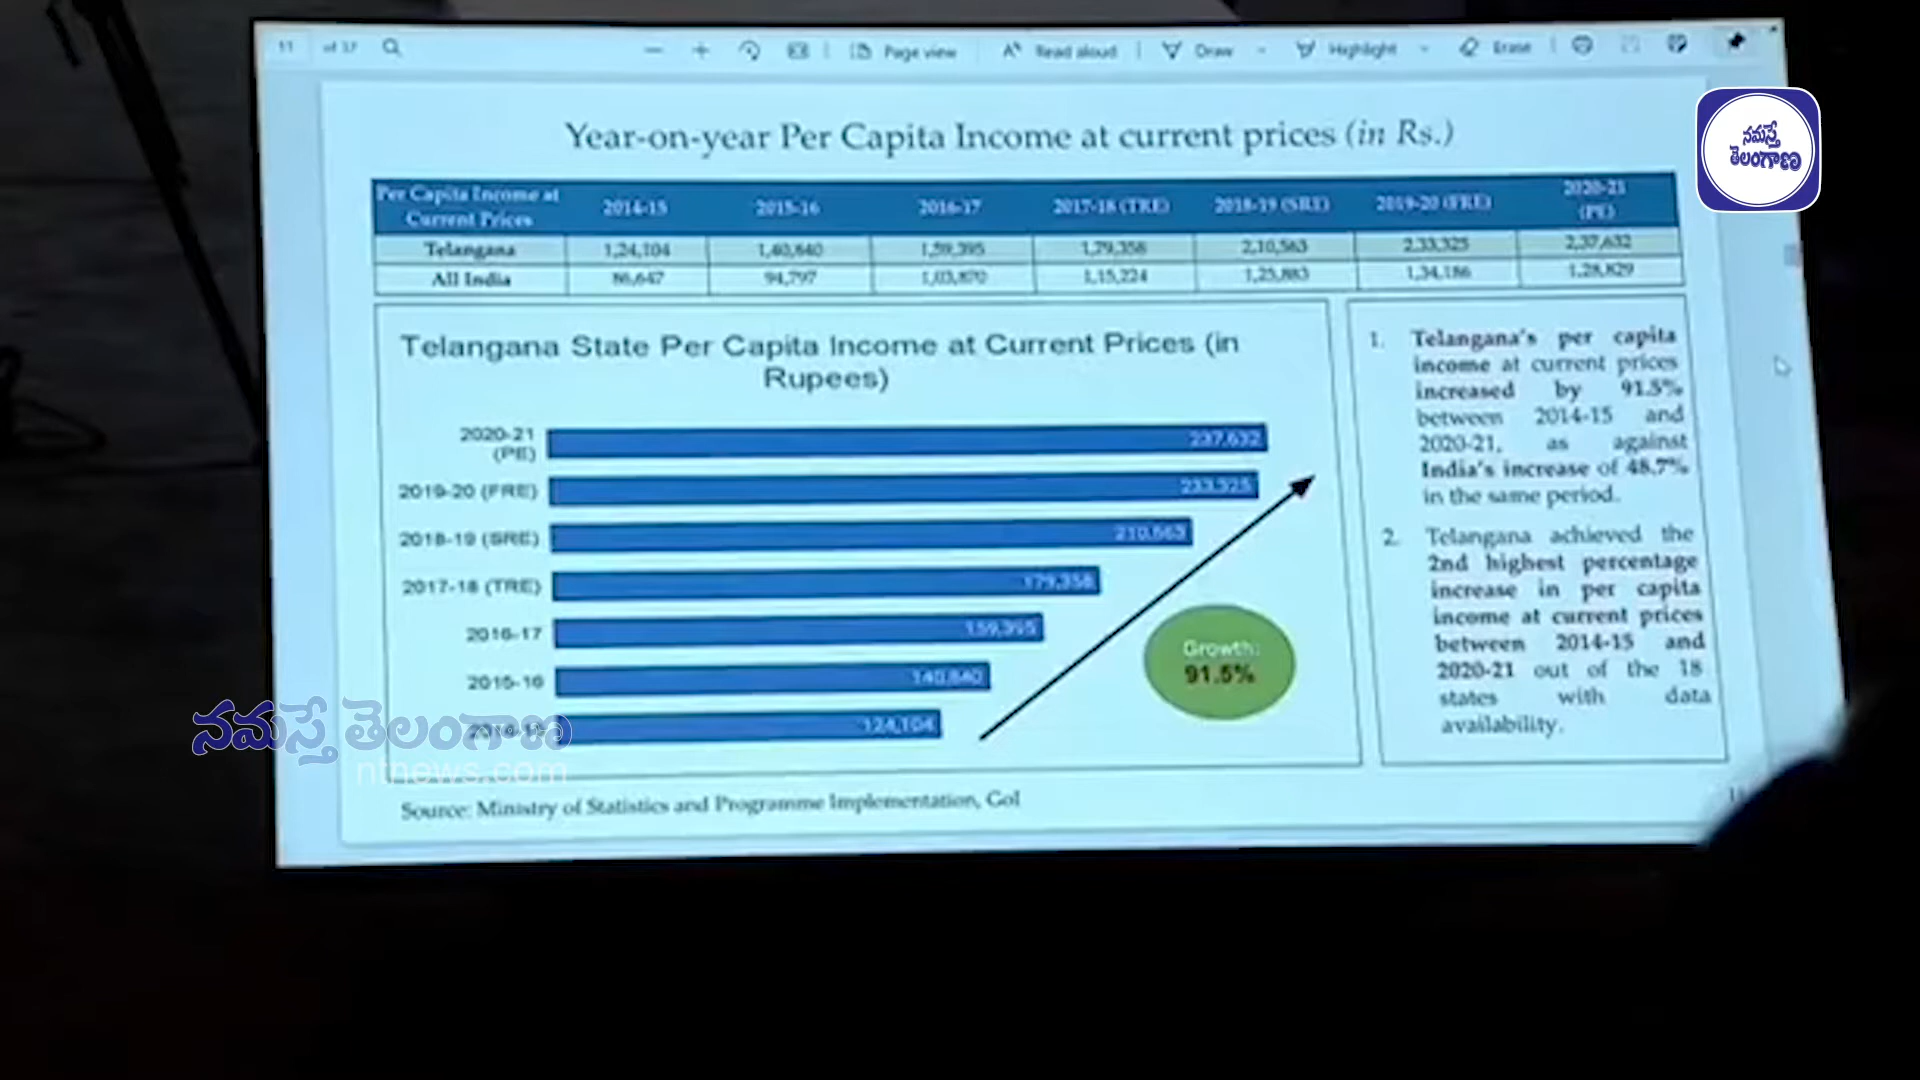 11 of 37
Page view
Read aloud
Draw
Highlight
Erase
Year-on-year Per Capita Income at current prices (in Rs.)
నమస్తే
తెలంగాణ
Per Capita Income at Current Prices 2014-15 2015-16 2016-17 2017-18 (TRE) 2018-19 (SRE) 2019-20 (FRE) 2020-21 (PE)
Telangana 1,24,104 1,40,840 1,59,395 1,79,358 2,10,563 2,33,325 2,37,632
All India 86,647 94,797 1,03,870 1,15,224 1,25,883 1,34,186 1,28,829
Telangana State Per Capita Income at Current Prices (in
Rupees)
2020-21 (PE) 237,632
2019-20 (FRE) 233,325
2018-19 (SRE) 210,563
2017-18 (TRE) 179,358
2016-17 159,395
2015-16 140,840
124,104
Growth:
91.5%
1. Telangana's per capita
income at current prices
increased by 91.5%
between 2014-15 and
2020-21, as against
India's increase of 48.7%
in the same period.
2. Telangana achieved the
2nd highest percentage
increase in per capita
income at current prices
between 2014-15 and
2020-21 out of the 18
states with data
availability.
నమస్తే తెలంగాణ
ntnews.com
Source: Ministry of Statistics and Programme Implementation, GoI